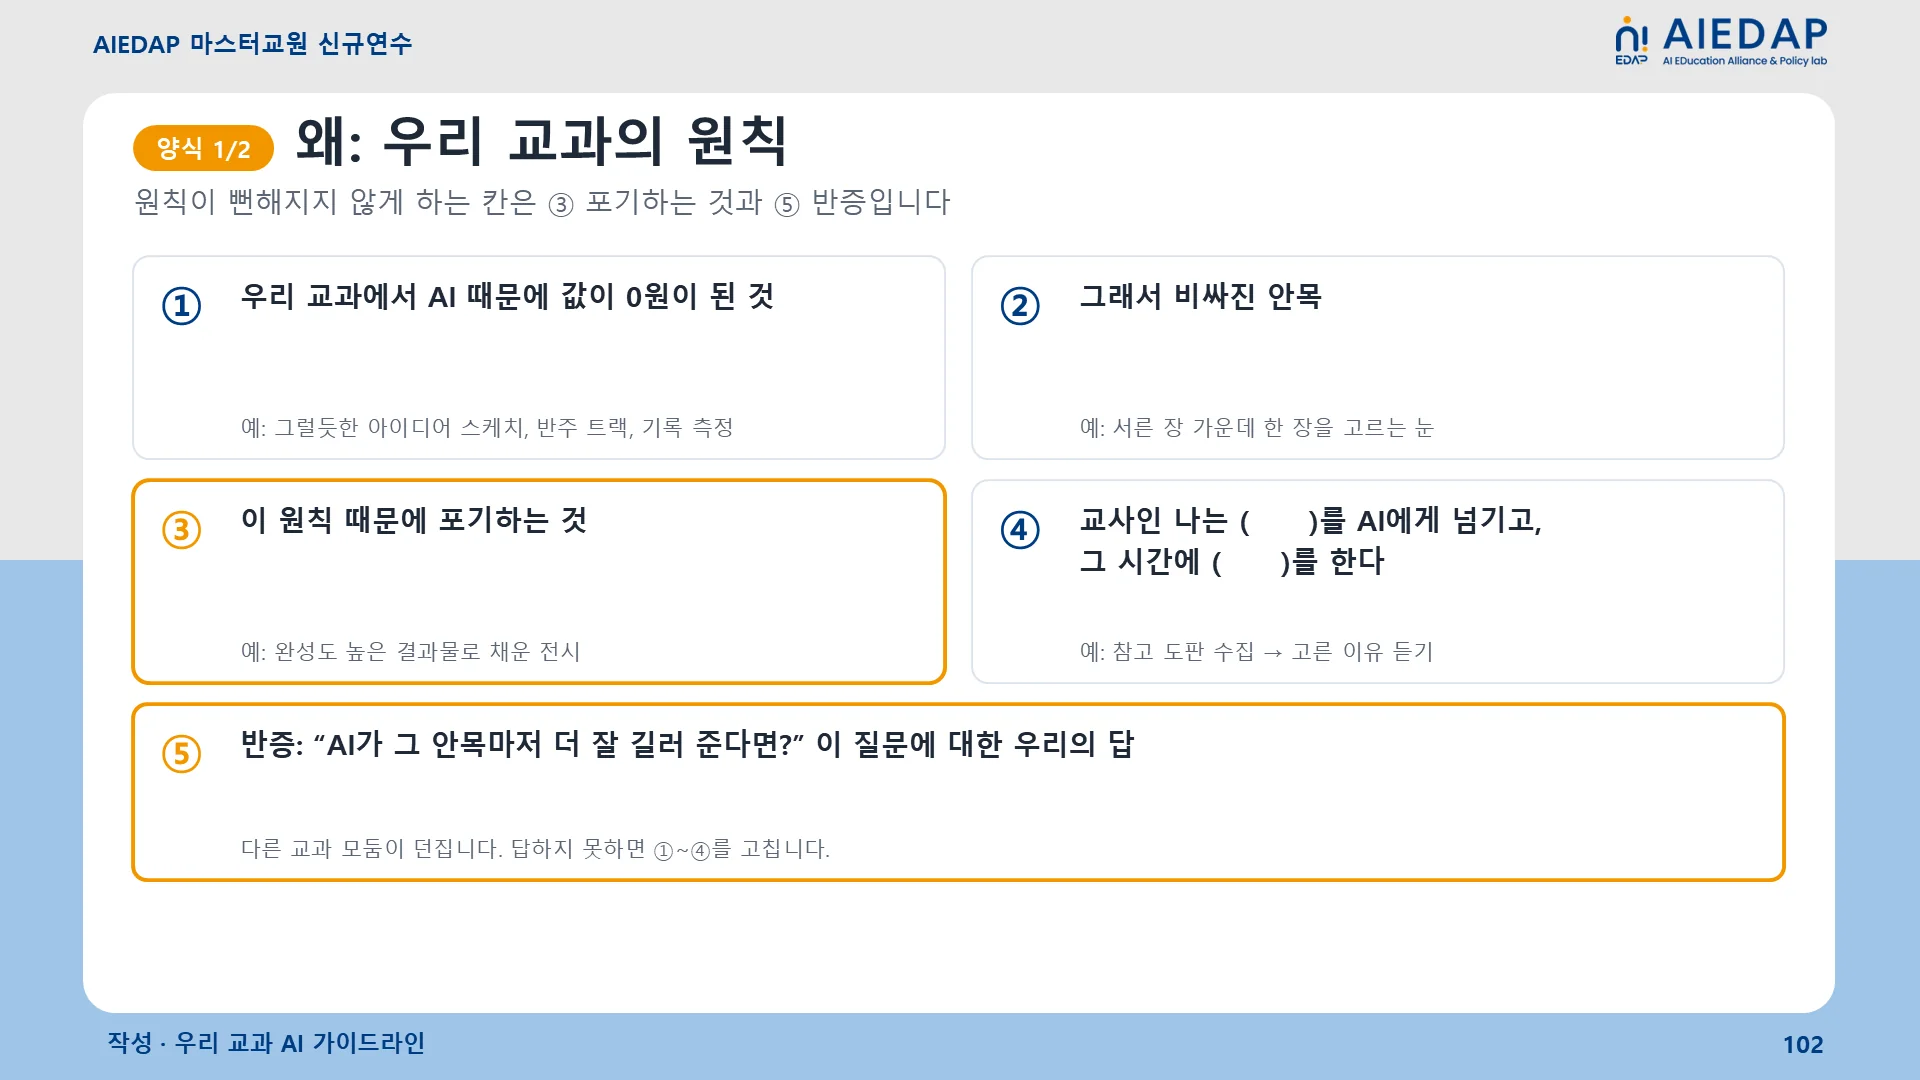 AIEDAP 마스터교원 신규연수
EDAP
AIEDAP
AI EDucation Alliance & Policy lab
양식 1/2
왜: 우리 교과의 원칙
원칙이 뻔해지지 않게 하는 칸은 ③ 포기하는 것과 ⑤ 반증입니다
① 우리 교과에서 AI 때문에 값이 0원이 된 것
예: 그럴듯한 아이디어 스케치, 반주 트랙, 기록 측정
② 그래서 비싸진 안목
예: 서른 장 가운데 한 장을 고르는 눈
③ 이 원칙 때문에 포기하는 것
예: 완성도 높은 결과물로 채운 전시
④ 교사인 나는 (      )를 AI에게 넘기고,
그 시간에 (      )를 한다
예: 참고 도판 수집 → 고른 이유 듣기
⑤ 반증: “AI가 그 안목마저 더 잘 길러 준다면?” 이 질문에 대한 우리의 답
다른 교과 모둠이 던집니다. 답하지 못하면 ①~④를 고칩니다.
작성 · 우리 교과 AI 가이드라인
102